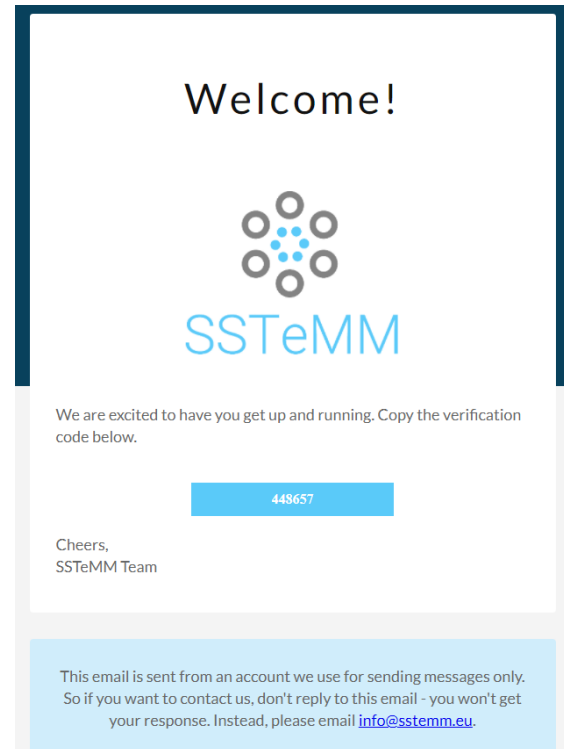 Welcome!
SSTeMM
We are excited to have you get up and running. Copy the verification
code below.
448657
Cheers,
SSTeMM Team
This email is sent from an account we use for sending messages only.
So if you want to contact us, don't reply to this email - you won't get
your response. Instead, please email info@sstemm.eu.